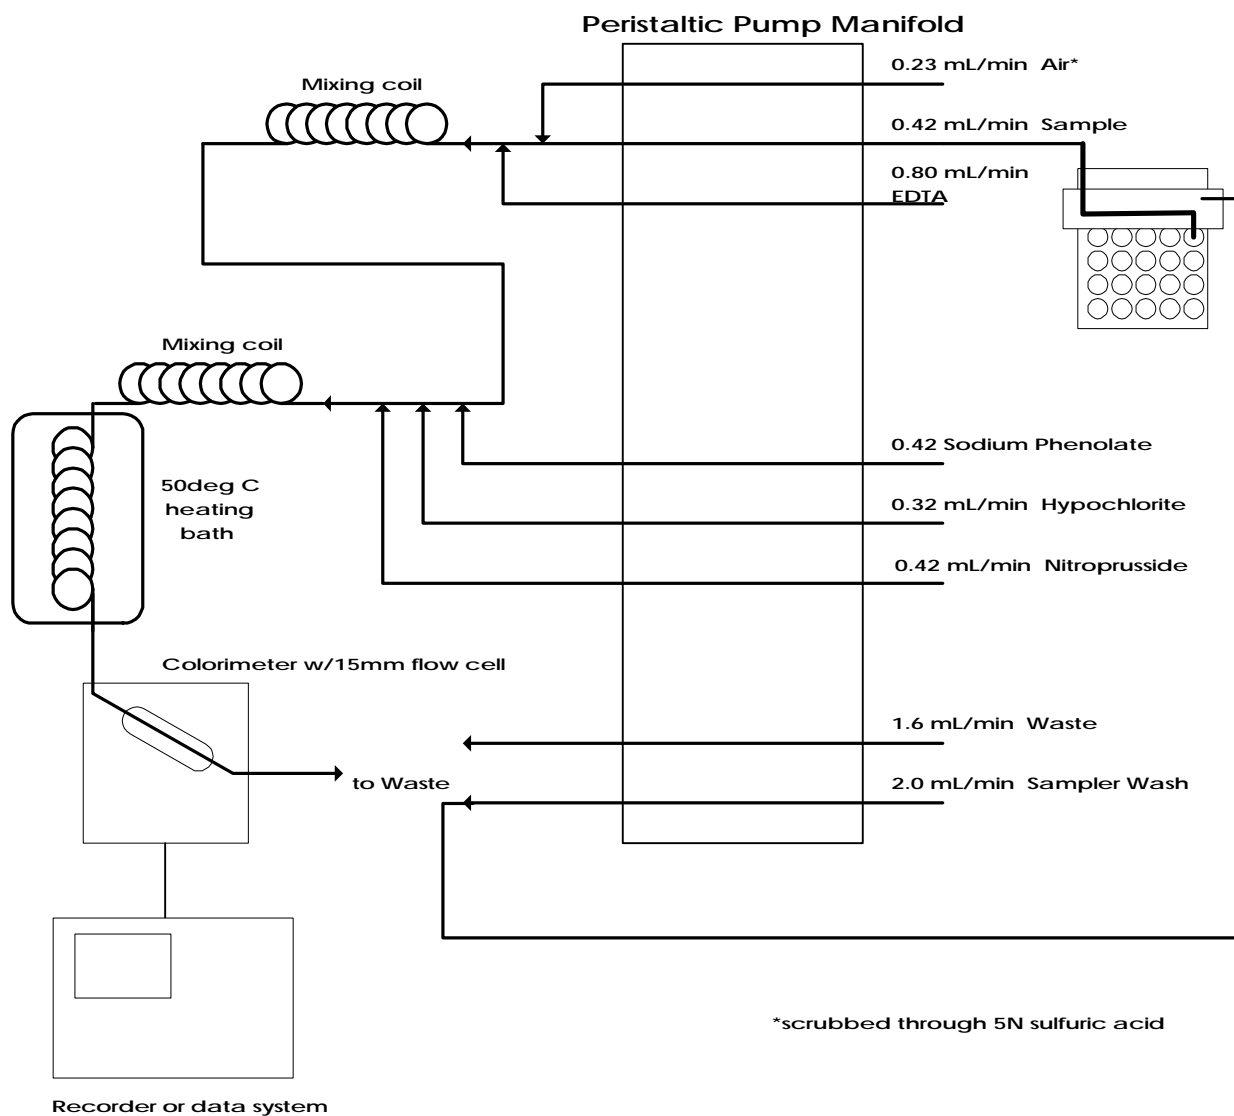 Peristaltic Pump Manifold
0.23 mL/min  Air*
Mixing coil
0.42 mL/min  Sample
0.80 mL/min
EDTA
Mixing coil
0.42 Sodium Phenolate
50deg C
heating
bath
0.32 mL/min  Hypochlorite
0.42 mL/min  Nitroprusside
Colorimeter w/15mm flow cell
1.6 mL/min  Waste
to Waste
2.0 mL/min  Sampler Wash
*scrubbed through 5N sulfuric acid
Recorder or data system